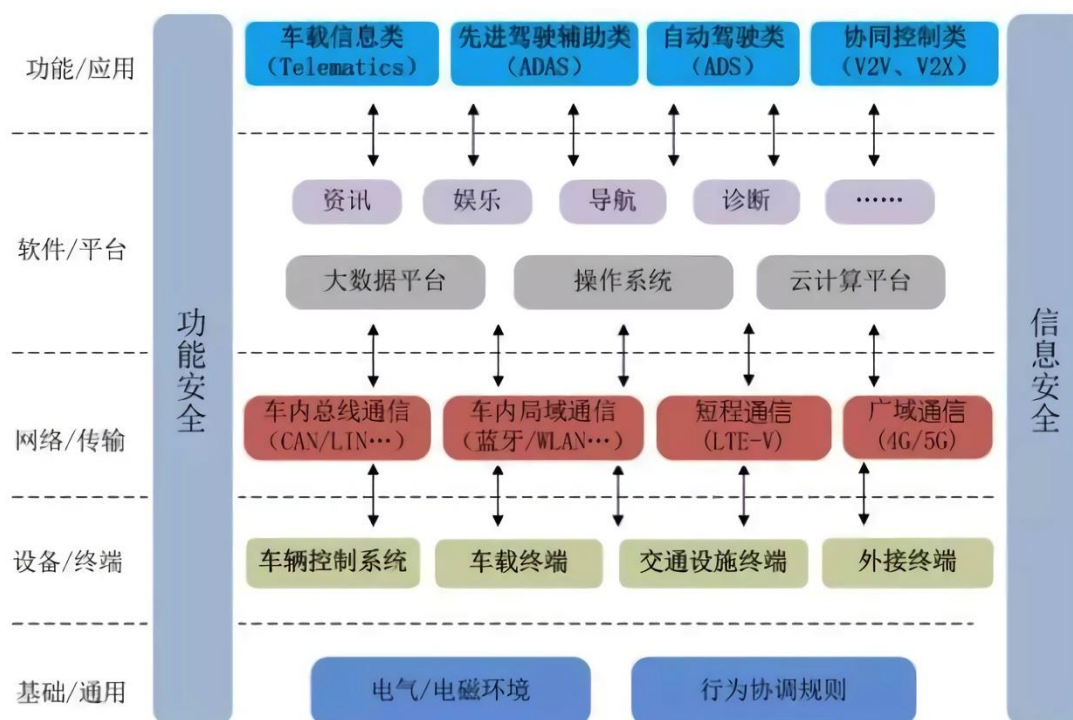 功能/应用
车载信息类
（Telematics）
先进驾驶辅助类
（ADAS）
自动驾驶类
（ADS）
协同控制类
（V2V、V2X）
软件/平台
资讯
娱乐
导航
诊断
……
大数据平台
操作系统
云计算平台
功能安全
信息安全
网络/传输
车内总线通信
（CAN/LIN…）
车内局域通信
（蓝牙/WLAN…）
短程通信
(LTE-V)
广域通信
(4G/5G)
设备/终端
车辆控制系统
车载终端
交通设施终端
外接终端
基础/通用
电气/电磁环境
行为协调规则